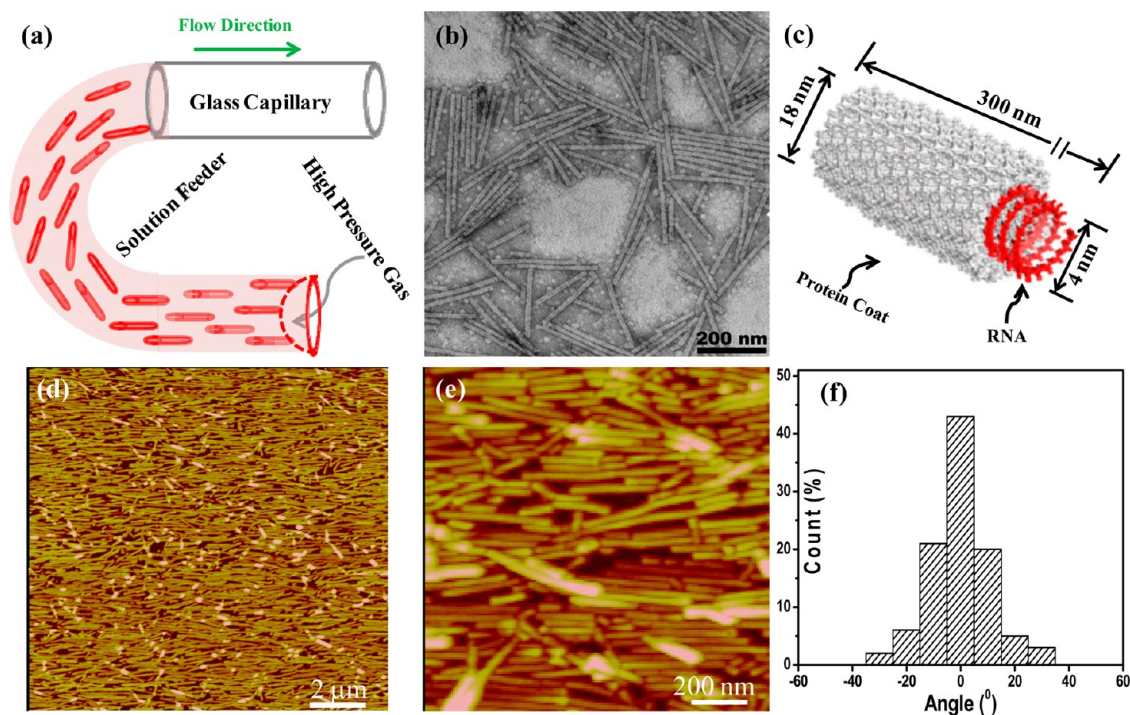 (a)
Flow Direction
Glass Capillary
Solution Feeder
High Pressure Gas
(b)
200 nm
(c)
18 nm
300 nm
4 nm
Protein Coat
RNA
(d)
2 μm
(e)
200 nm
(f)
50
40
30
20
10
0
Count (%)
-60 -40 -20 0 20 40 60
Angle (⁰)